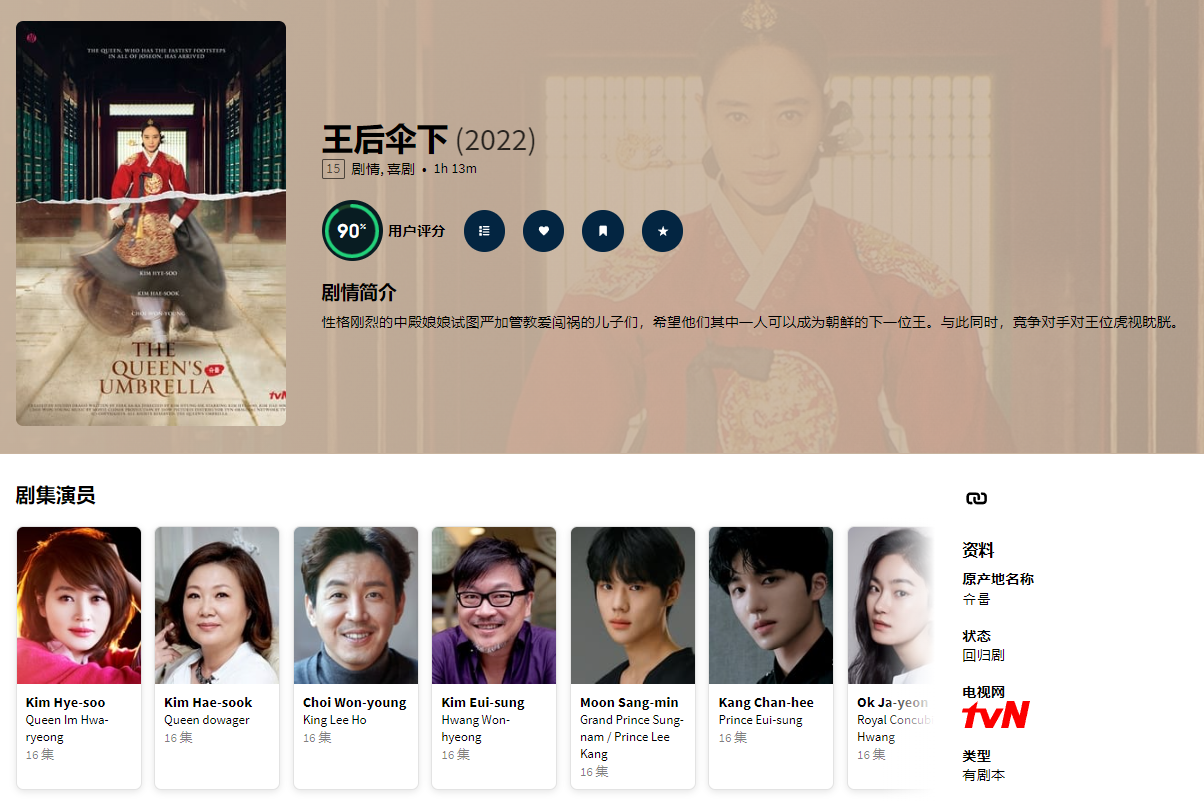 THE QUEEN, WHO HAS THE FASTEST FOOTSTEPS
IN ALL OF JOSEON, HAS ARRIVED
KIM HYE-SOO
KIM HAE-SOOK
CHOI WON-YOUNG
THE
QUEEN'S 슈룹
UMBRELLA
tvN
王后伞下 (2022)
15 剧情, 喜剧 • 1h 13m
90% 用户评分
剧情简介
性格刚烈的中殿娘娘试图严加管教爱闯祸的儿子们，希望他们其中一人可以成为朝鲜的下一位王。与此同时，竞争对手对王位虎视眈眈。
剧集演员
Kim Hye-soo
Queen Im Hwa-
ryeong
16 集
Kim Hae-sook
Queen dowager
16 集
Choi Won-young
King Lee Ho
16 集
Kim Eui-sung
Hwang Won-
hyeong
16 集
Moon Sang-min
Grand Prince Sung-
nam / Prince Lee
Kang
16 集
Kang Chan-hee
Prince Eui-sung
16 集
Ok Ja-yeon
Royal
Hwang
16 集
资料
原产地名称
슈룹
状态
回归剧
电视网
tvN
类型
有剧本